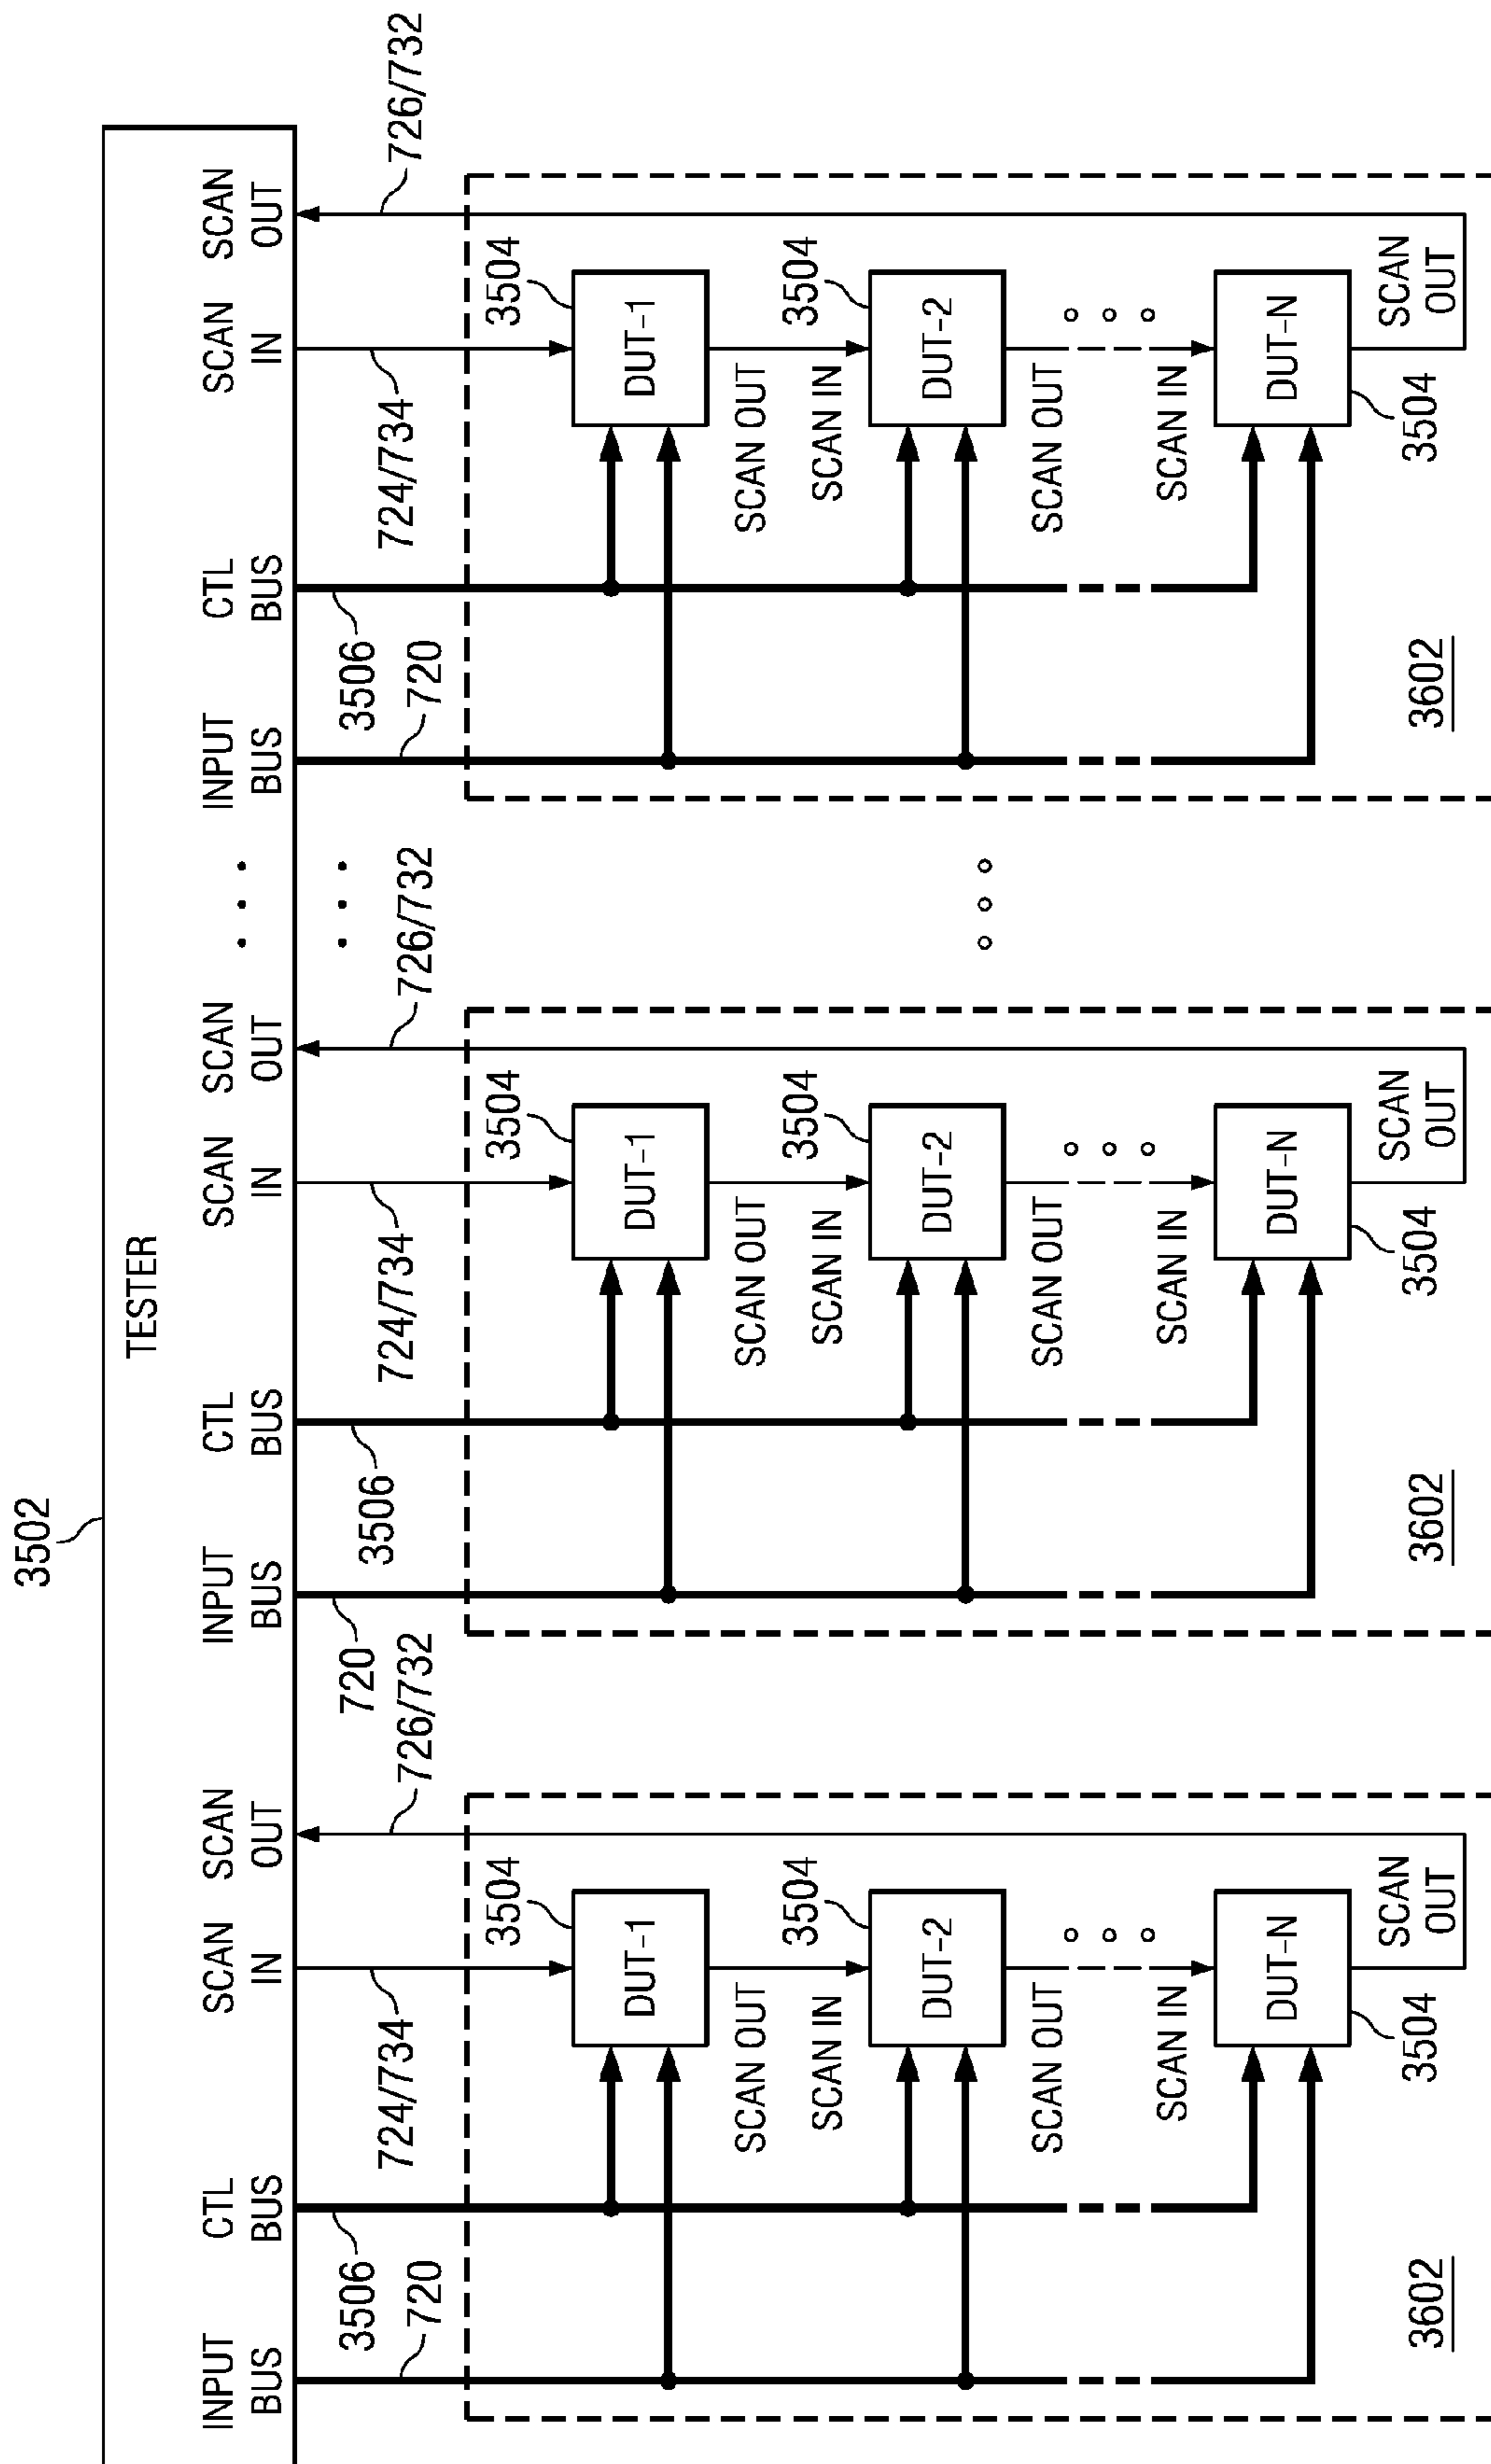 3502
TESTER
INPUT
BUS
CTL
BUS
SCAN
IN
SCAN
OUT
3506
720
724/734
726/732
3504
DUT-1
SCAN OUT
SCAN IN
3504
DUT-2
SCAN OUT
SCAN IN
DUT-N
3504
SCAN
OUT
3602
INPUT
BUS
CTL
BUS
SCAN
IN
SCAN
OUT
720
3506
724/734
726/732
3504
DUT-1
SCAN OUT
SCAN IN
3504
DUT-2
SCAN OUT
SCAN IN
DUT-N
3504
SCAN
OUT
3602
INPUT
BUS
CTL
BUS
SCAN
IN
SCAN
OUT
3506
720
724/734
726/732
3504
DUT-1
SCAN OUT
SCAN IN
3504
DUT-2
SCAN OUT
SCAN IN
DUT-N
3504
SCAN
OUT
3602